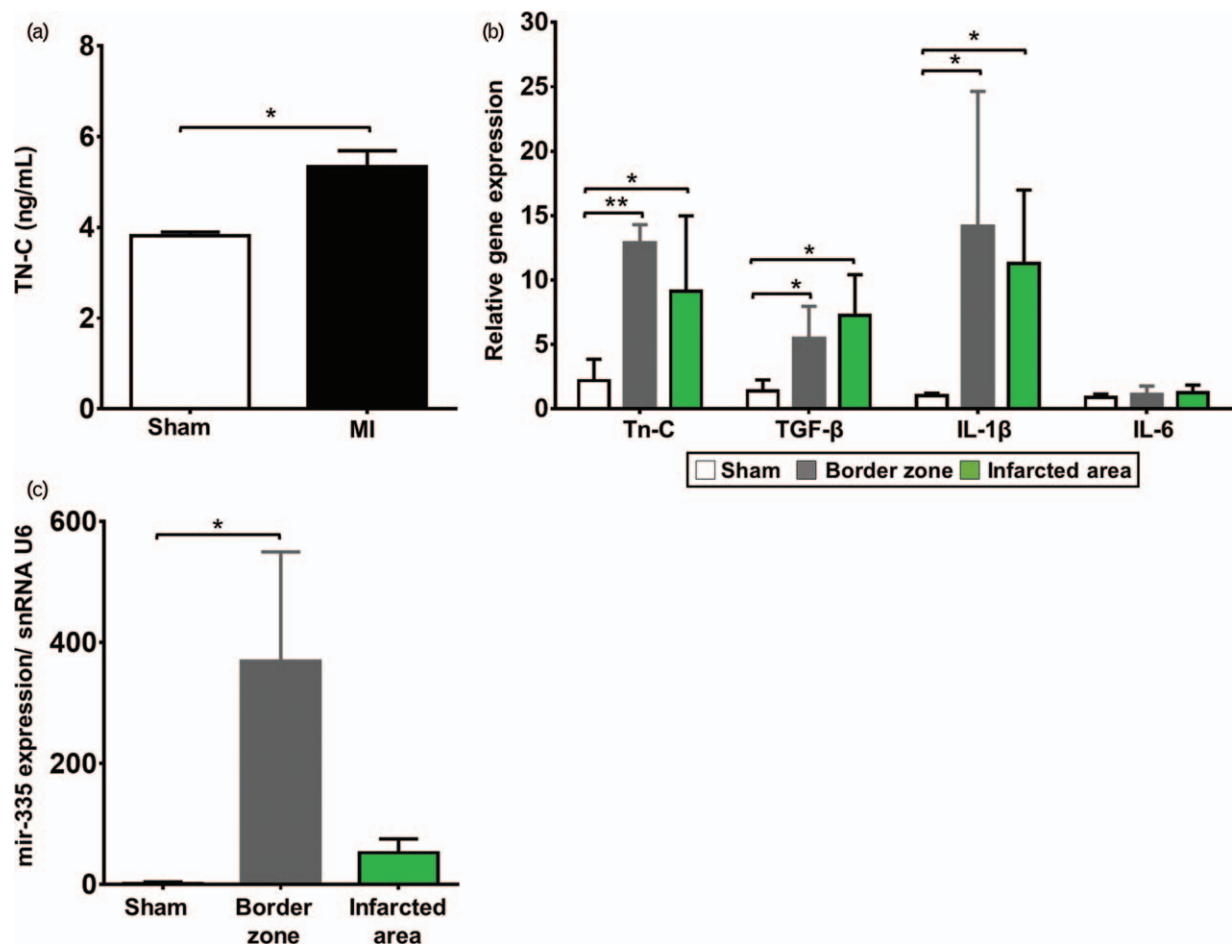 (a)
8
6
4
2
0
TN-C (ng/mL)
*
Sham MI
(b)
30
25
20
15
10
5
0
Relative gene expression
* ** * * * *
Tn-C TGF-β IL-1β IL-6
Sham Border zone Infarcted area
(c)
600
400
200
0
mir-335 expression/ snRNA U6
*
Sham Border Infarcted
zone area